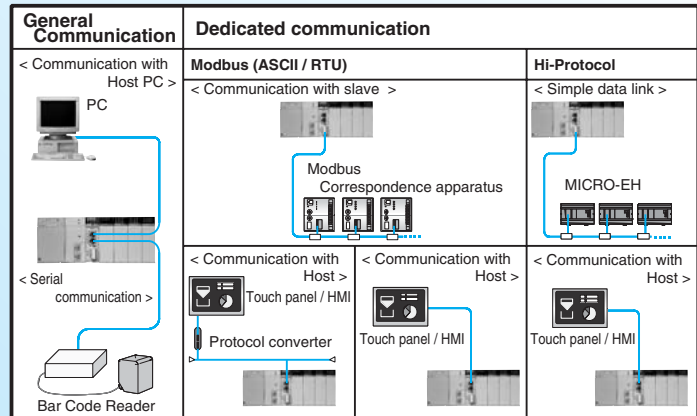 General
Communication
Dedicated communication
< Communication with
Host PC >
PC
< Serial
communication >
Bar Code Reader
Modbus (ASCII / RTU)
< Communication with slave >
Modbus
Correspondence apparatus
Hi-Protocol
< Simple data link >
MICRO-EH
< Communication with
Host >
Touch panel / HMI
Protocol converter
< Communication with
Host >
Touch panel / HMI
< Communication with
Host >
Touch panel / HMI